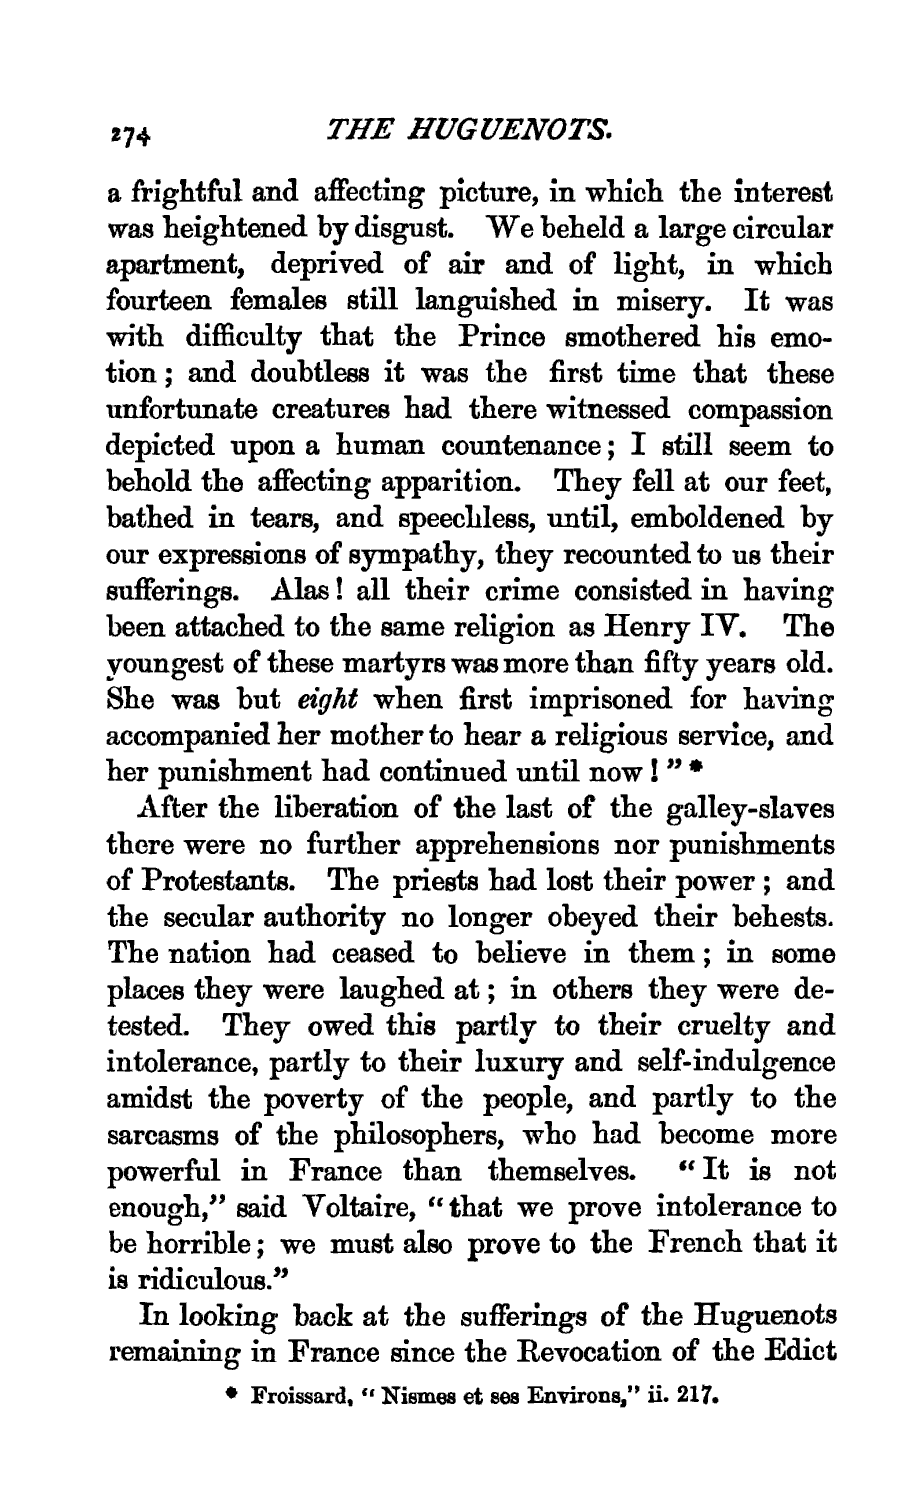 274 THE HUGUENOTS.
a frightful and affecting picture, in which the interest
was heightened by disgust. We beheld a large circular
apartment, deprived of air and of light, in which
fourteen females still languished in misery. It was
with difficulty that the Prince smothered his emo-
tion; and doubtless it was the first time that these
unfortunate creatures had there witnessed compassion
depicted upon a human countenance; I still seem to
behold the affecting apparition. They fell at our feet,
bathed in tears, and speechless, until, emboldened by
our expressions of sympathy, they recounted to us their
sufferings. Alas! all their crime consisted in having
been attached to the same religion as Henry IV. The
youngest of these martyrs was more than fifty years old.
She was but eight when first imprisoned for having
accompanied her mother to hear a religious service, and
her punishment had continued until now!" *
After the liberation of the last of the galley-slaves
there were no further apprehensions nor punishments
of Protestants. The priests had lost their power; and
the secular authority no longer obeyed their behests.
The nation had ceased to believe in them; in some
places they were laughed at; in others they were de-
tested. They owed this partly to their cruelty and
intolerance, partly to their luxury and self-indulgence
amidst the poverty of the people, and partly to the
sarcasms of the philosophers, who had become more
powerful in France than themselves. "It is not
enough," said Voltaire, "that we prove intolerance to
be horrible; we must also prove to the French that it
is ridiculous."
In looking back at the sufferings of the Huguenots
remaining in France since the Revocation of the Edict
* Froissard, "Nismes et ses Environs," ii. 217.